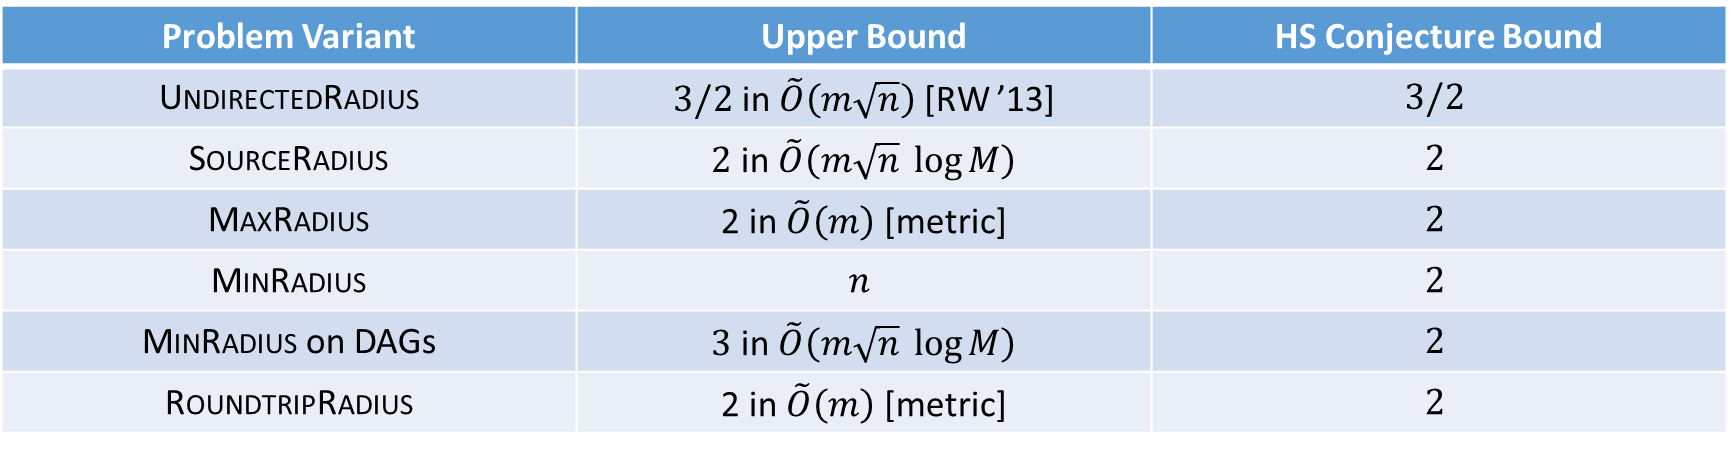 Problem Variant Upper Bound HS Conjecture Bound
UNDIRECTEDRADIUS 3/2 in Õ(m√n) [RW ’13] 3/2
SOURCERADIUS 2 in Õ(m√n log M) 2
MAXRADIUS 2 in Õ(m) [metric] 2
MINRADIUS n 2
MINRADIUS on DAGs 3 in Õ(m√n log M) 2
ROUNDTRIPRADIUS 2 in Õ(m) [metric] 2